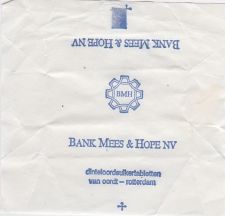 BANK MEES & HOPE NV
BMH
BANK MEES & HOPE NV
dinteloordsuikertabletten
van oordt — rotterdam